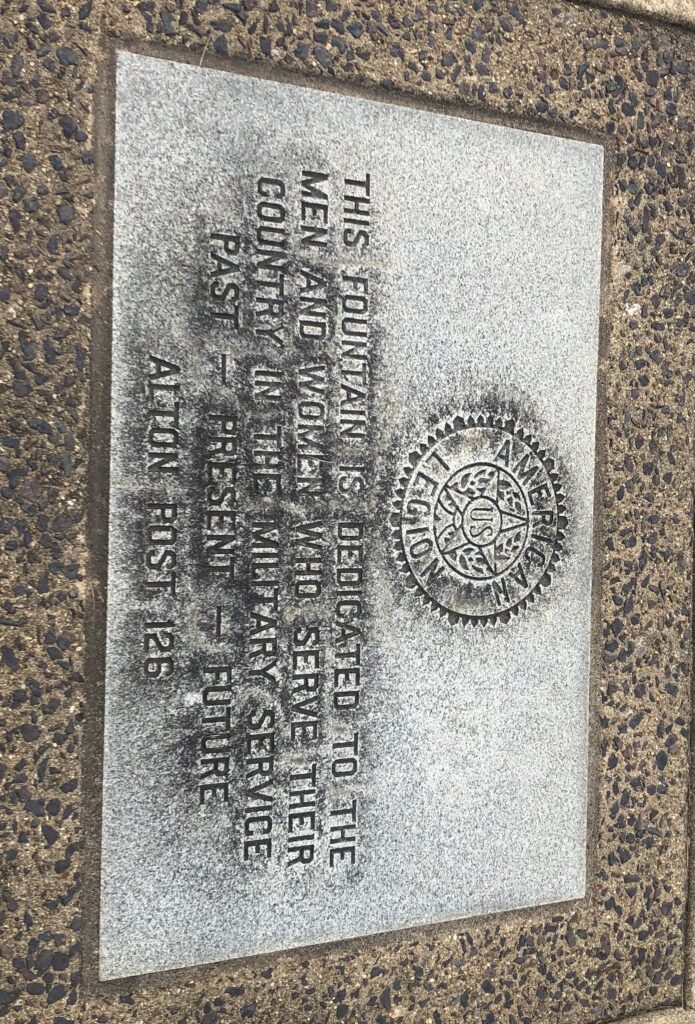 AMERICAN
LEGION
US
THIS FOUNTAIN IS DEDICATED TO THE
MEN AND WOMEN WHO SERVE THEIR
COUNTRY IN THE MILITARY SERVICE
PAST – PRESENT – FUTURE
ALTON POST 126